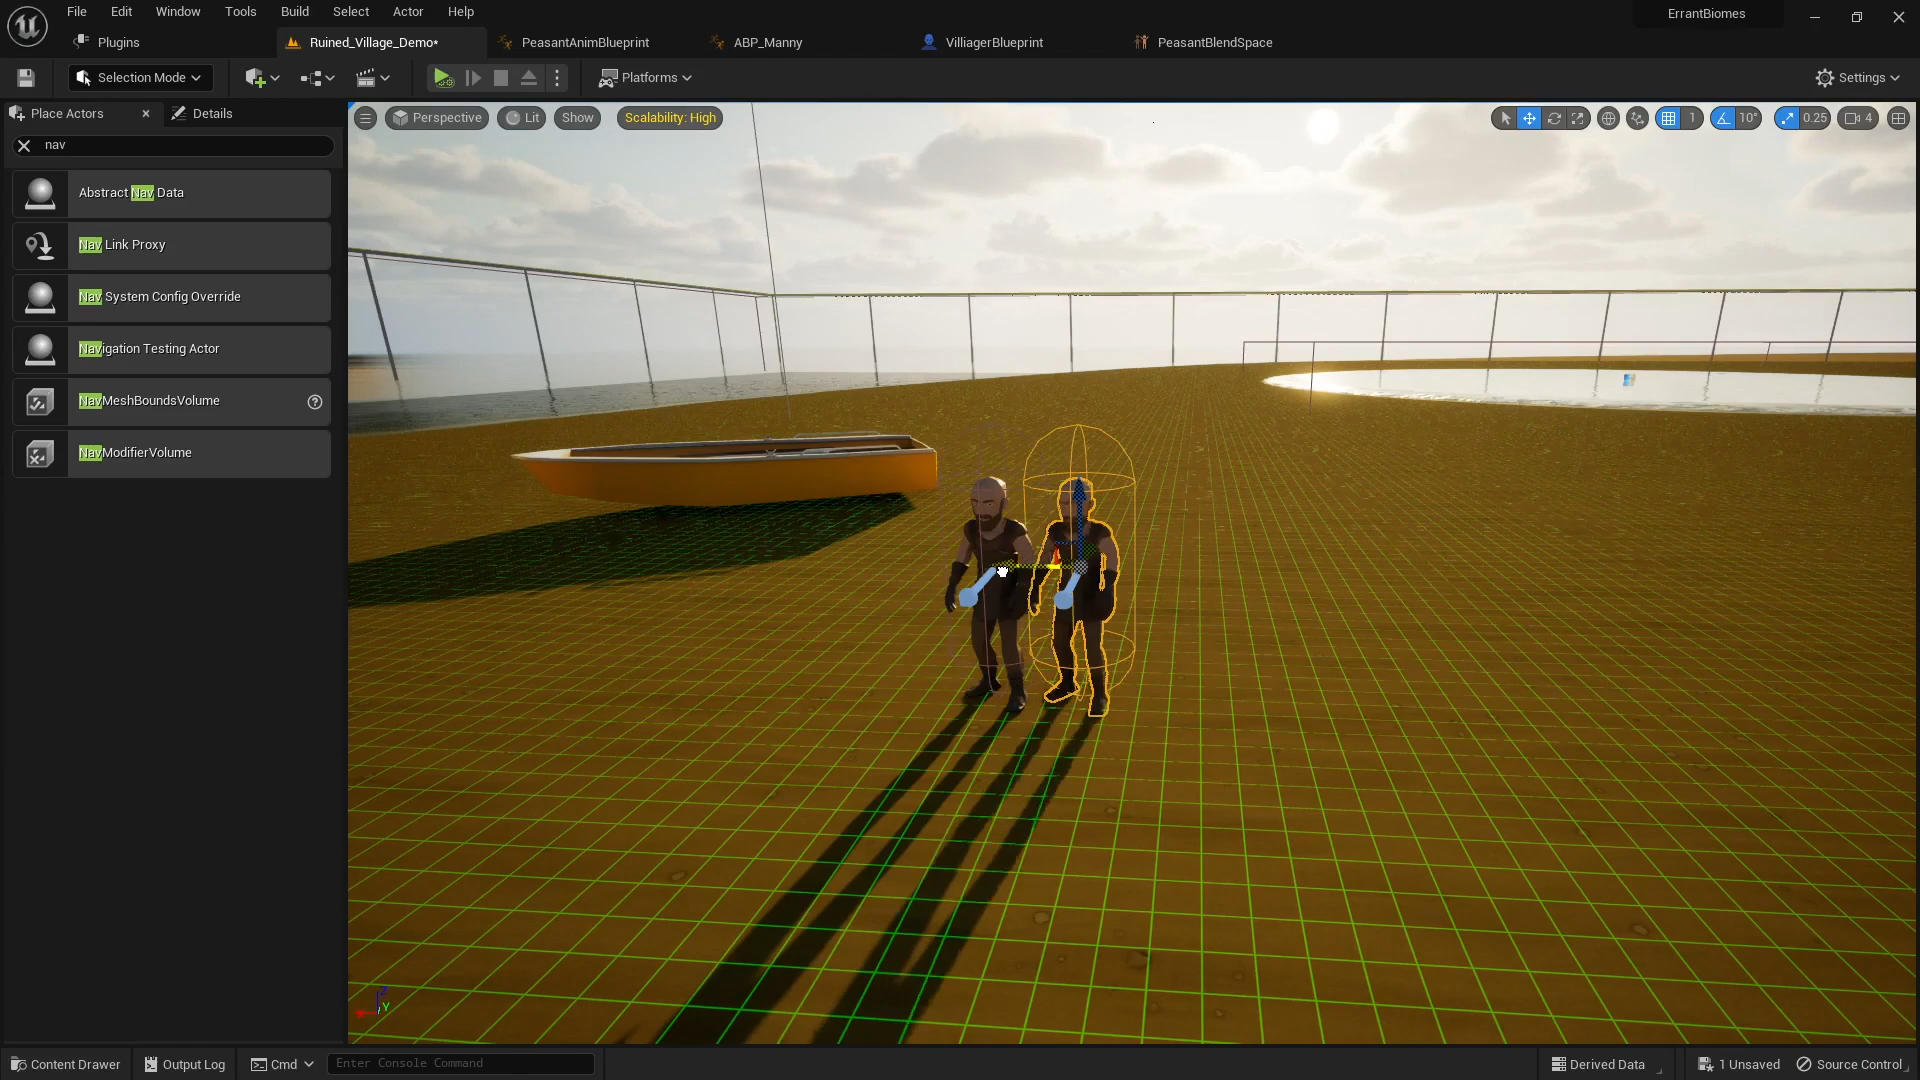 File Edit Window Tools Build Select Actor Help
ErrantBiomes
Plugins
Ruined_Village_Demo*
PeasantAnimBlueprint
ABP_Manny
VilliagerBlueprint
PeasantBlendSpace
Selection Mode
Platforms
Settings
Place Actors
Details
nav
Abstract Nav Data
Nav Link Proxy
Nav System Config Override
Navigation Testing Actor
NavMeshBoundsVolume
NavModifierVolume
Perspective
Lit
Show
Scalability: High
1
10°
0.25
4
Z
Y
Content Drawer
Output Log
Cmd
Enter Console Command
Derived Data
1 Unsaved
Source Control